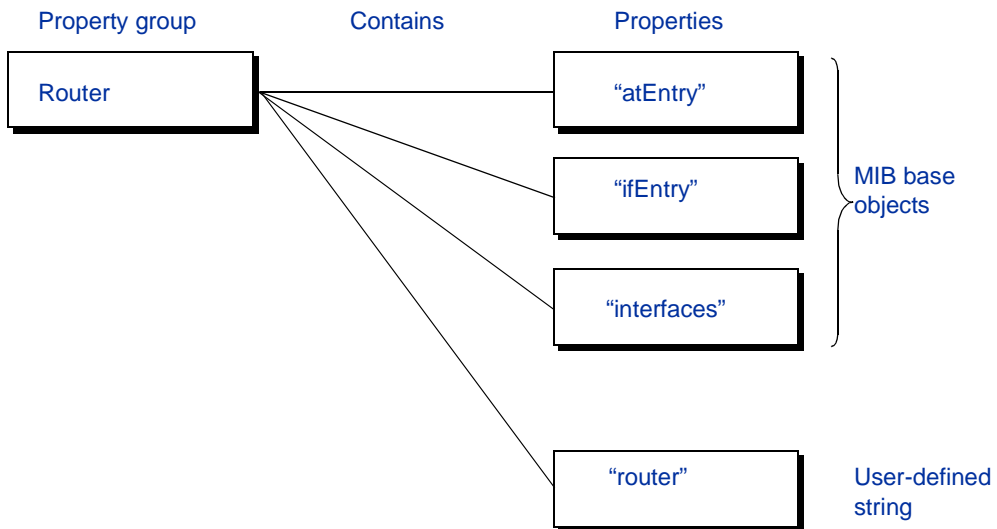 Property group
Contains
Properties
Router
“atEntry”
“ifEntry”
MIB base
objects
“interfaces”
“router”
User-defined
string